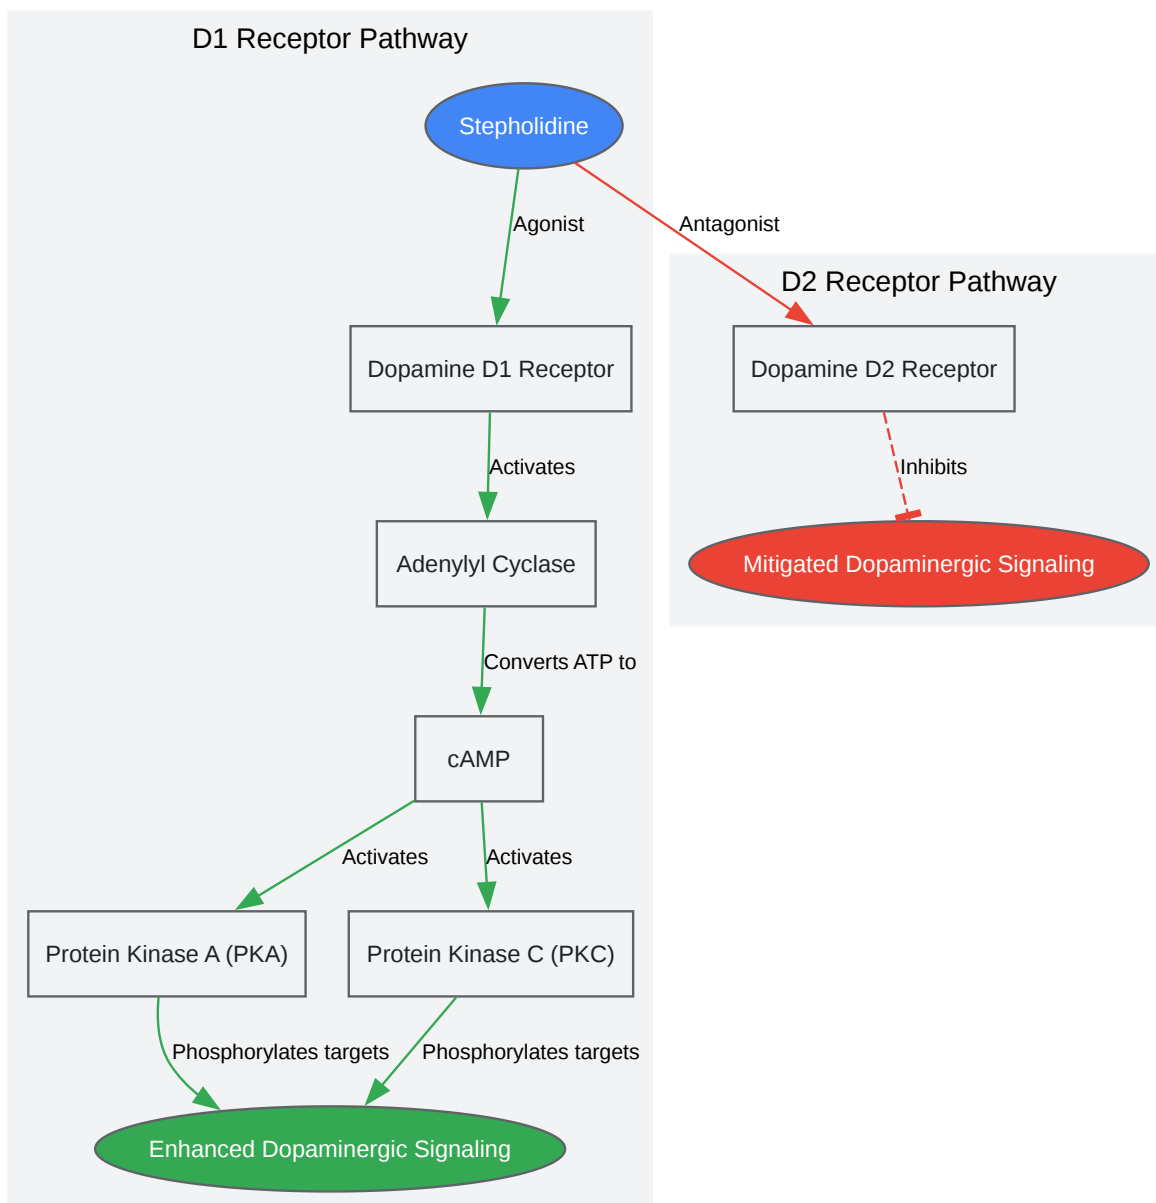 D1 Receptor Pathway
Stepholidine
Agonist
Antagonist
D2 Receptor Pathway
Dopamine D1 Receptor
Dopamine D2 Receptor
Activates
Inhibits
Adenylyl Cyclase
Mitigated Dopaminergic Signaling
Converts ATP to
cAMP
Activates
Activates
Protein Kinase A (PKA)
Protein Kinase C (PKC)
Phosphorylates targets
Phosphorylates targets
Enhanced Dopaminergic Signaling